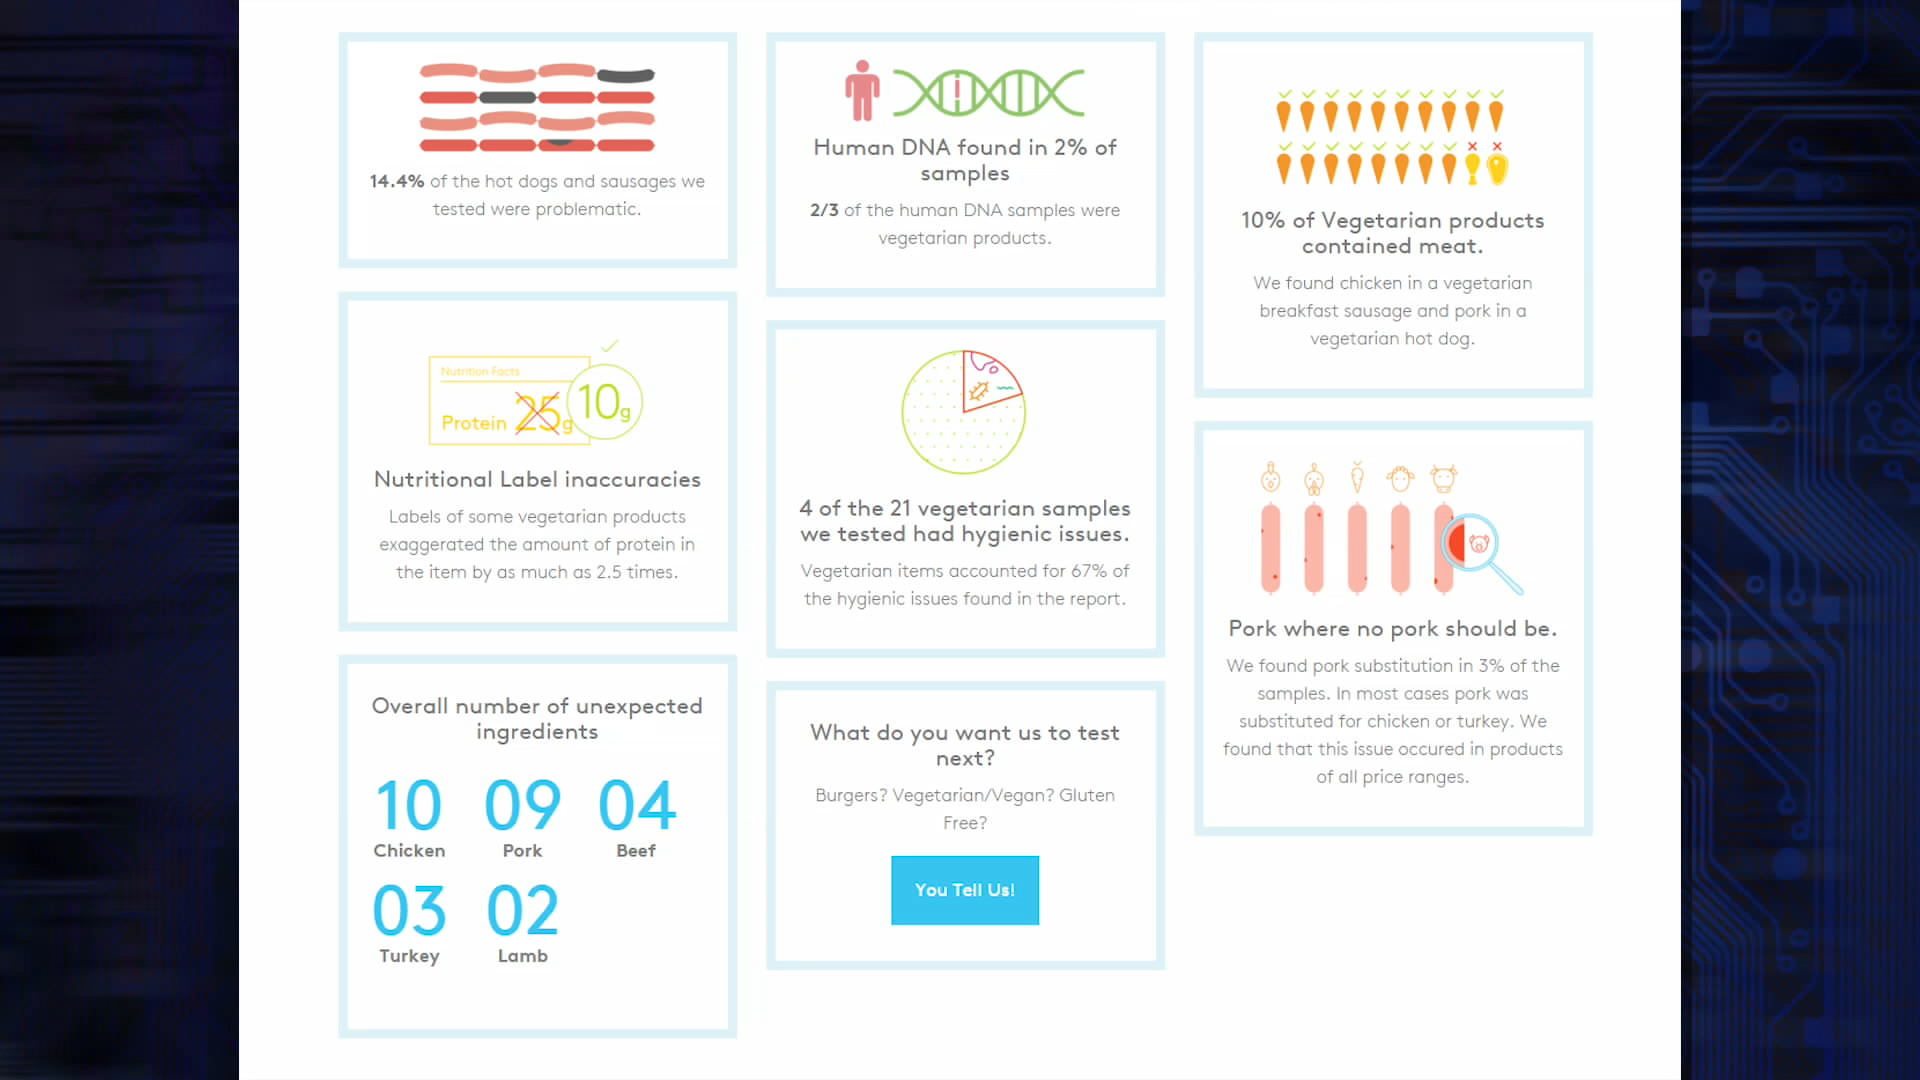 14.4% of the hot dogs and sausages we
tested were problematic.
Nutrition Facts
Protein 25g
10g
Nutritional Label inaccuracies
Labels of some vegetarian products
exaggerated the amount of protein in
the item by as much as 2.5 times.
Overall number of unexpected
ingredients
10 09 04
Chicken Pork Beef
03 02
Turkey Lamb
Human DNA found in 2% of
samples
2/3 of the human DNA samples were
vegetarian products.
4 of the 21 vegetarian samples
we tested had hygienic issues.
Vegetarian items accounted for 67% of
the hygienic issues found in the report.
What do you want us to test
next?
Burgers? Vegetarian/Vegan? Gluten
Free?
You Tell Us!
10% of Vegetarian products
contained meat.
We found chicken in a vegetarian
breakfast sausage and pork in a
vegetarian hot dog.
Pork where no pork should be.
We found pork substitution in 3% of the
samples. In most cases pork was
substituted for chicken or turkey. We
found that this issue occured in products
of all price ranges.